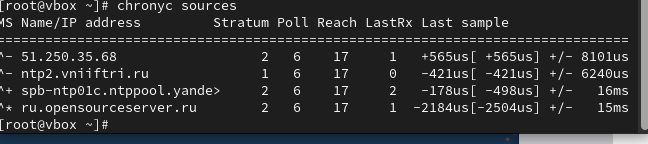 [root@vbox ~]# chronyc sources
MS Name/IP address         Stratum Poll Reach LastRx Last sample
===============================================================================
^- 51.250.35.68                  2   6    17     1   +565us[ +565us] +/- 8101us
^- ntp2.vniiftri.ru              1   6    17     0   -421us[ -421us] +/- 6240us
^+ spb-ntp01c.ntppool.yande>     2   6    17     2   -178us[ -498us] +/-   16ms
^* ru.opensourceserver.ru        2   6    17     1  -2184us[-2504us] +/-   15ms
[root@vbox ~]#